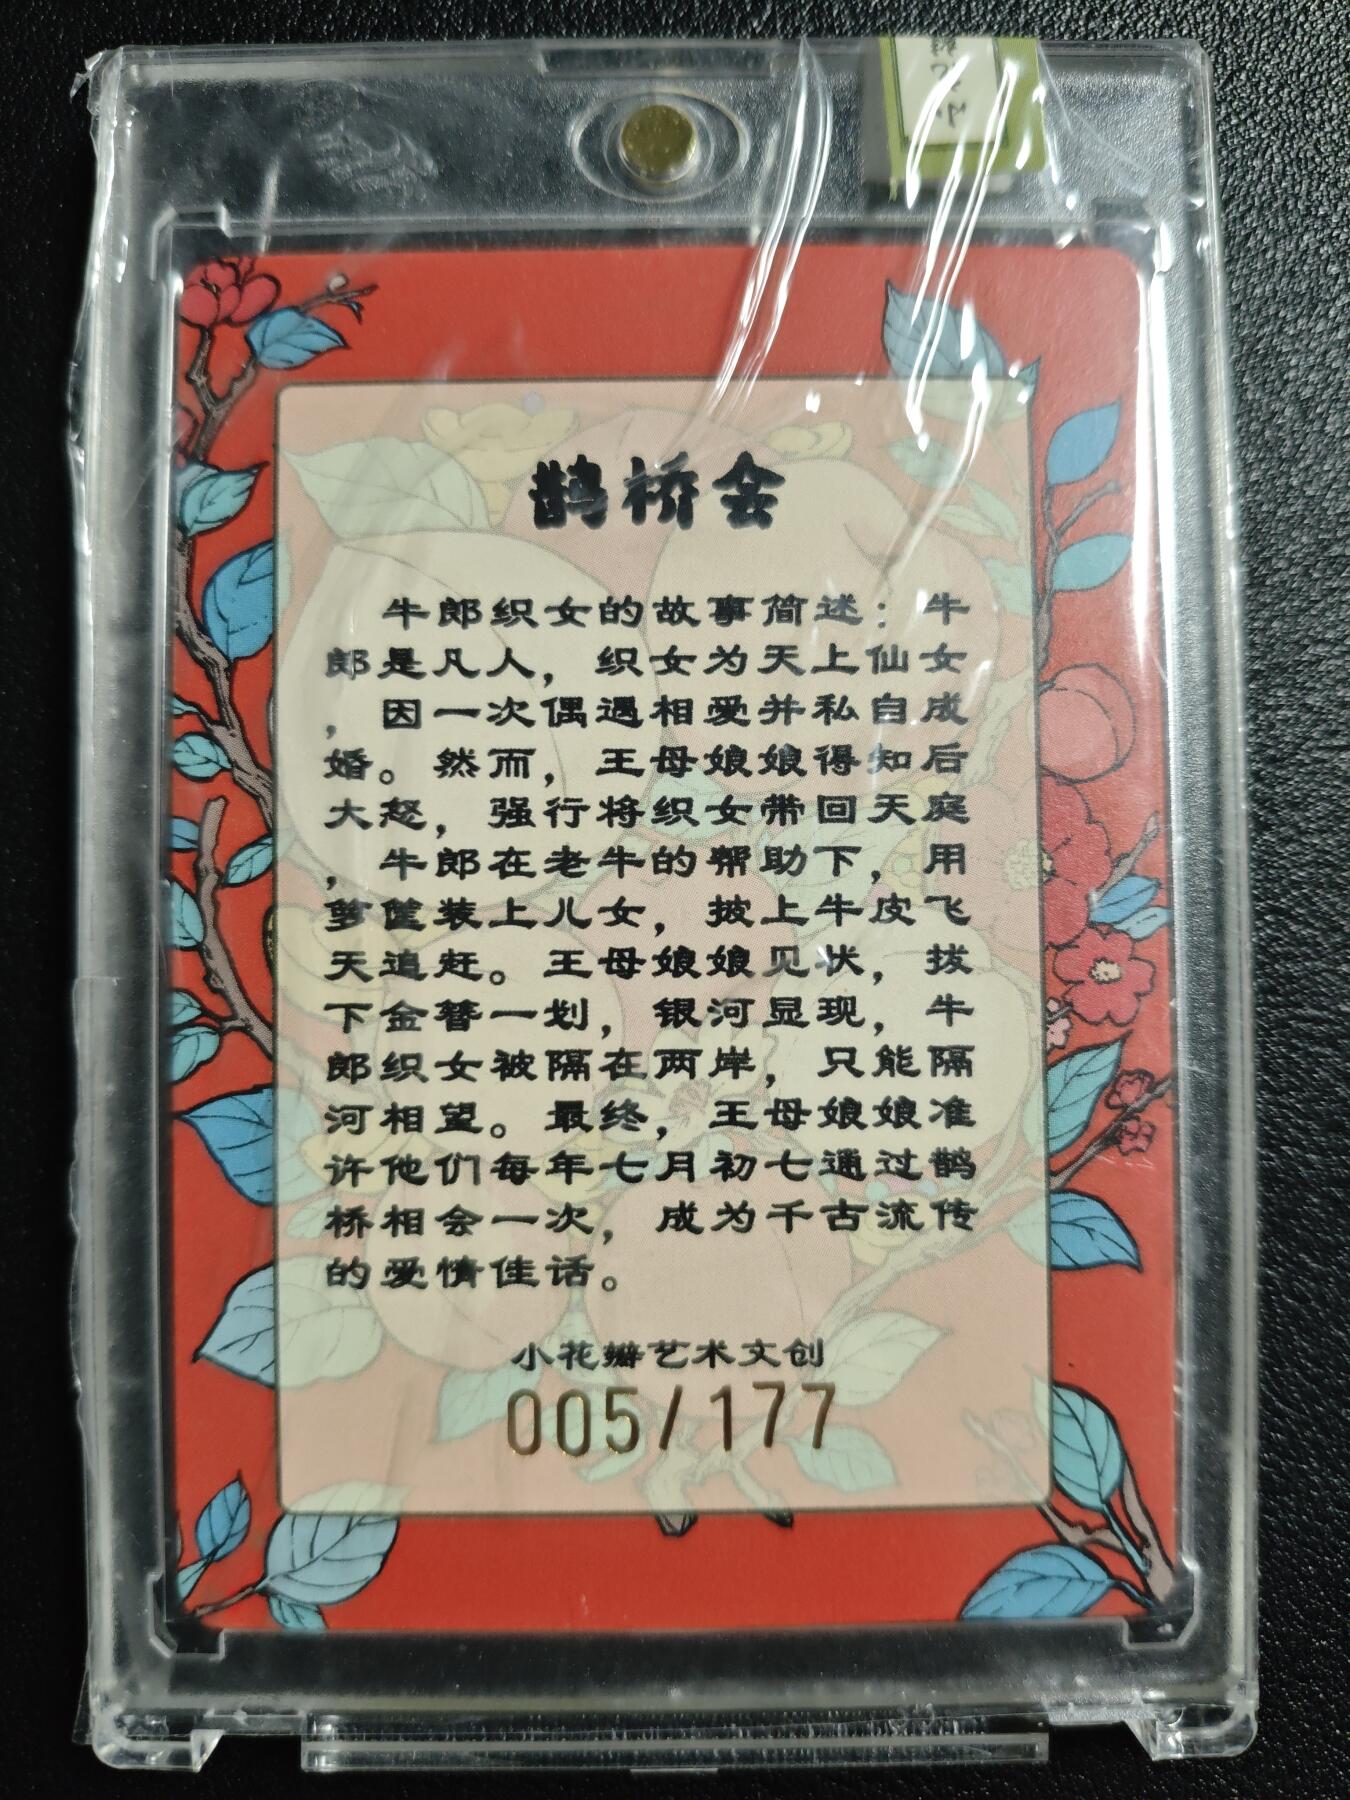 鹊桥会
牛郎织女的故事简述：牛
郎是凡人，织女为天上仙女
，因一次偶遇相爱并私自成
婚。然而，王母娘娘得知后
大怒，强行将织女带回天庭
，牛郎在老牛的帮助下，用
箩筐装上儿女，披上牛皮飞
天追赶。王母娘娘见状，拔
下金簪一划，银河显现，牛
郎织女被隔在两岸，只能隔
河相望。最终，王母娘娘准
许他们每年七月初七通过鹊
桥相会一次，成为千古流传
的爱情佳话。
小花瓣艺术文创
005/177